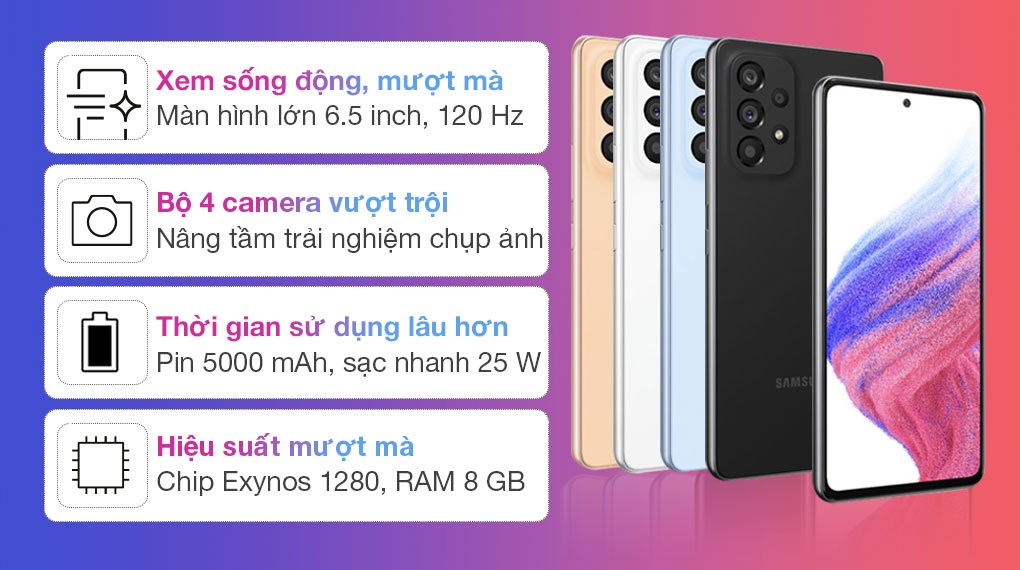 Xem sống động, mượt mà
Màn hình lớn 6.5 inch, 120 Hz
Bộ 4 camera vượt trội
Nâng tầm trải nghiệm chụp ảnh
Thời gian sử dụng lâu hơn
Pin 5000 mAh, sạc nhanh 25 W
Hiệu suất mượt mà
Chip Exynos 1280, RAM 8 GB